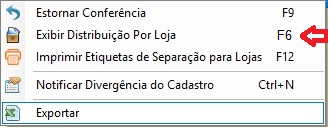 Estornar Conferência F9
Exibir Distribuição Por Loja F6
Imprimir Etiquetas de Separação para Lojas F12
Notificar Divergência do Cadastro Ctrl+N
Exportar